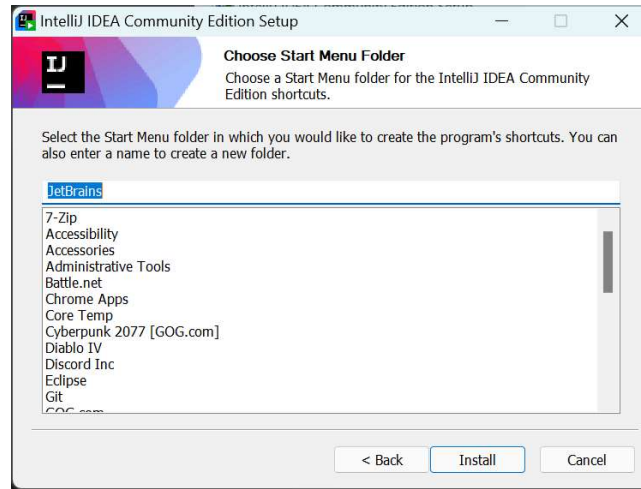 IntelliJ IDEA Community Edition Setup
IJ
Choose Start Menu Folder
Choose a Start Menu folder for the IntelliJ IDEA Community
Edition shortcuts.
Select the Start Menu folder in which you would like to create the program's shortcuts. You can
also enter a name to create a new folder.
JetBrains
7-Zip
Accessibility
Accessories
Administrative Tools
Battle.net
Chrome Apps
Core Temp
Cyberpunk 2077 [GOG.com]
Diablo IV
Discord Inc
Eclipse
Git
GOG.com
< Back
Install
Cancel